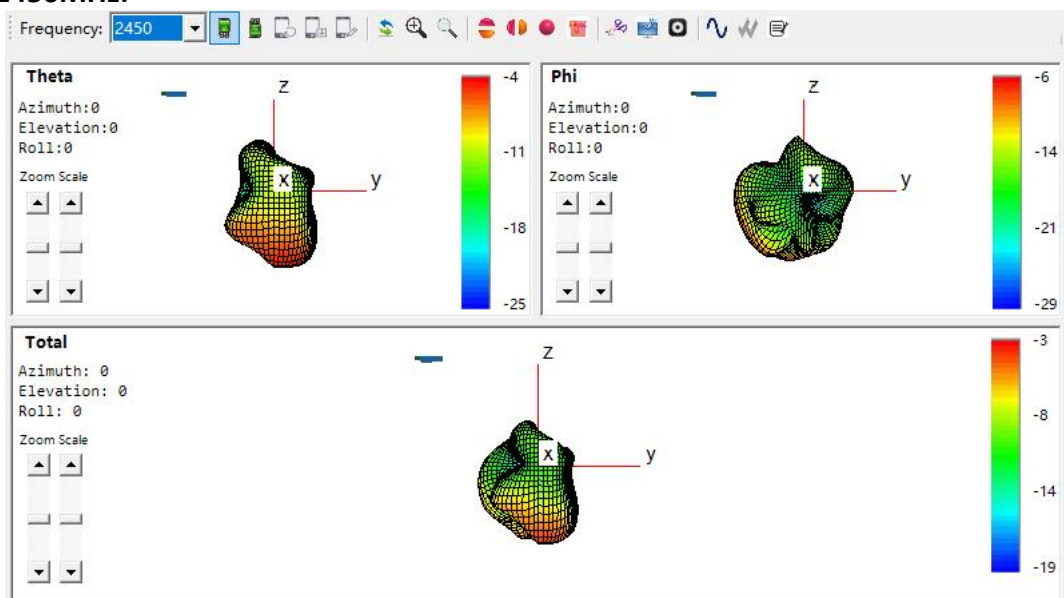 Frequency: 2450
Theta
Azimuth:0
Elevation:0
Roll:0
Zoom Scale
z
x
y
-4
-11
-18
-25
Phi
Azimuth:0
Elevation:0
Roll:0
Zoom Scale
z
x
y
-6
-14
-21
-29
Total
Azimuth: 0
Elevation: 0
Roll: 0
Zoom Scale
z
x
y
-3
-8
-14
-19